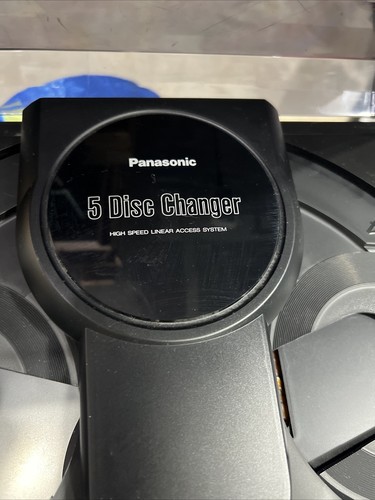 Panasonic
5 Disc Changer
HIGH SPEED LINEAR ACCESS SYSTEM